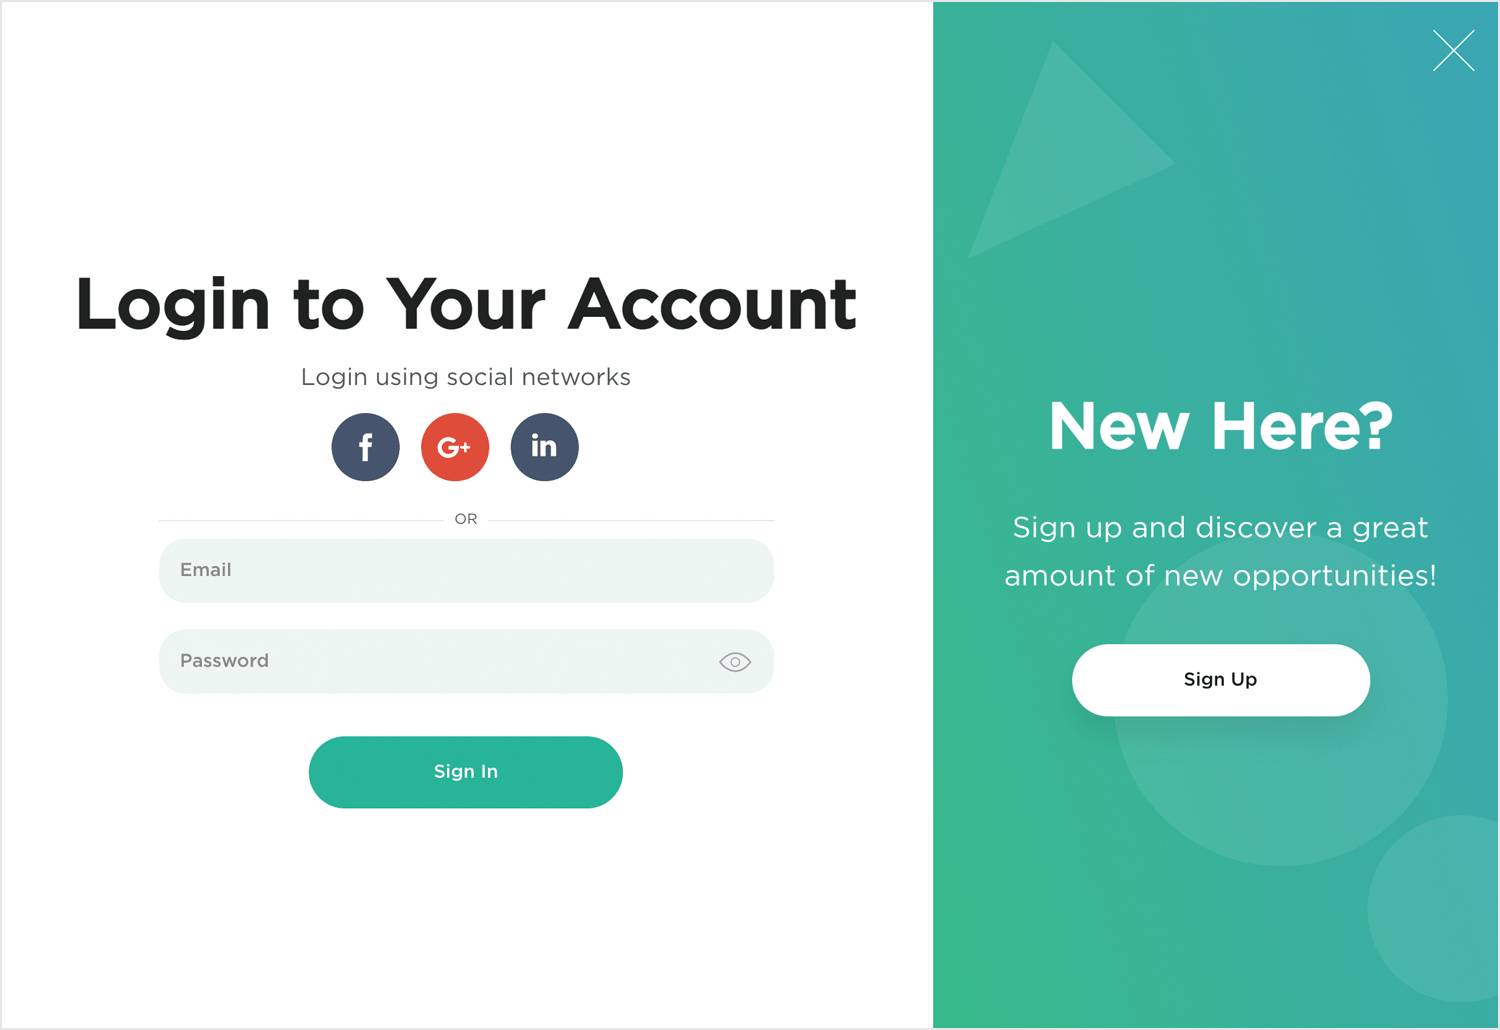 Login to Your Account
Login using social networks
f
G+
in
OR
Email
Password
Sign In
New Here?
Sign up and discover a great
amount of new opportunities!
Sign Up